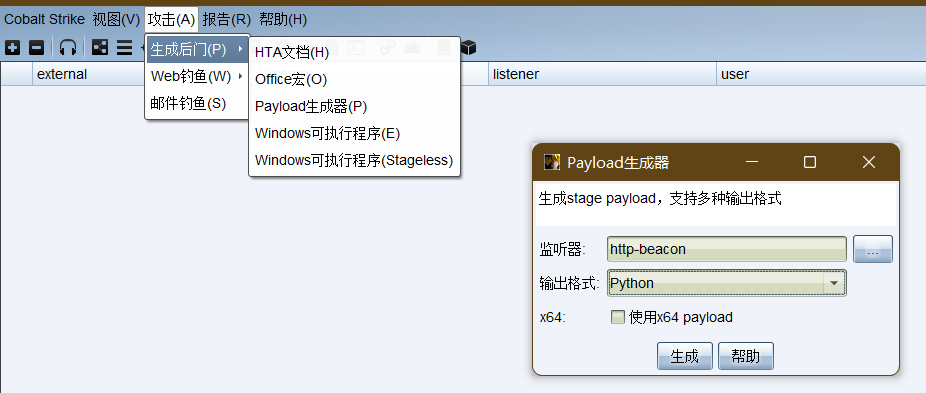 Cobalt Strike 视图(V) 攻击(A) 报告(R) 帮助(H)
生成后门(P)
Web钓鱼(W)
邮件钓鱼(S)
HTA文档(H)
Office宏(O)
Payload生成器(P)
Windows可执行程序(E)
Windows可执行程序(Stageless)
external listener user
Payload生成器
生成stage payload，支持多种输出格式
监听器: http-beacon ...
输出格式: Python
x64: 使用x64 payload
生成 帮助